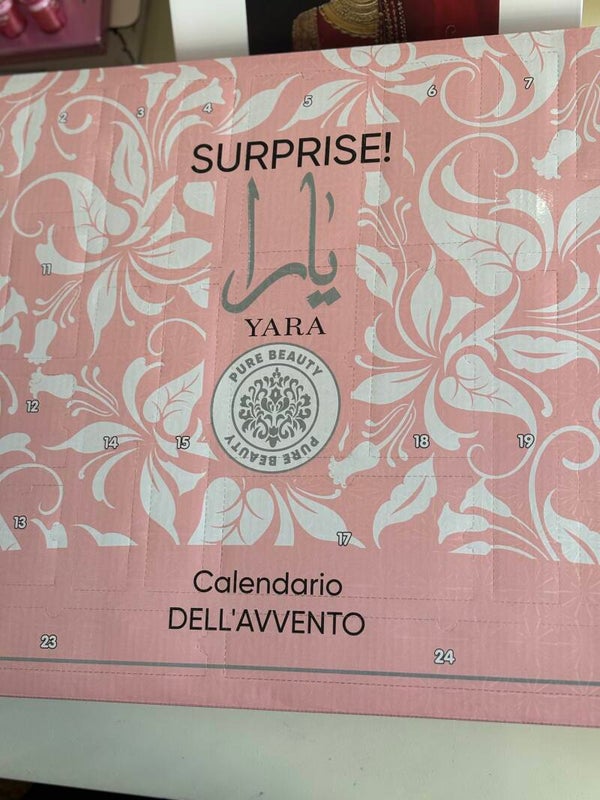 2
3
4
5
6
7
SURPRISE!
يارا
YARA
11
PURE BEAUTY
PURE BEAUTY
12
14
15
18
19
13
17
Calendario
DELL'AVVENTO
23
24